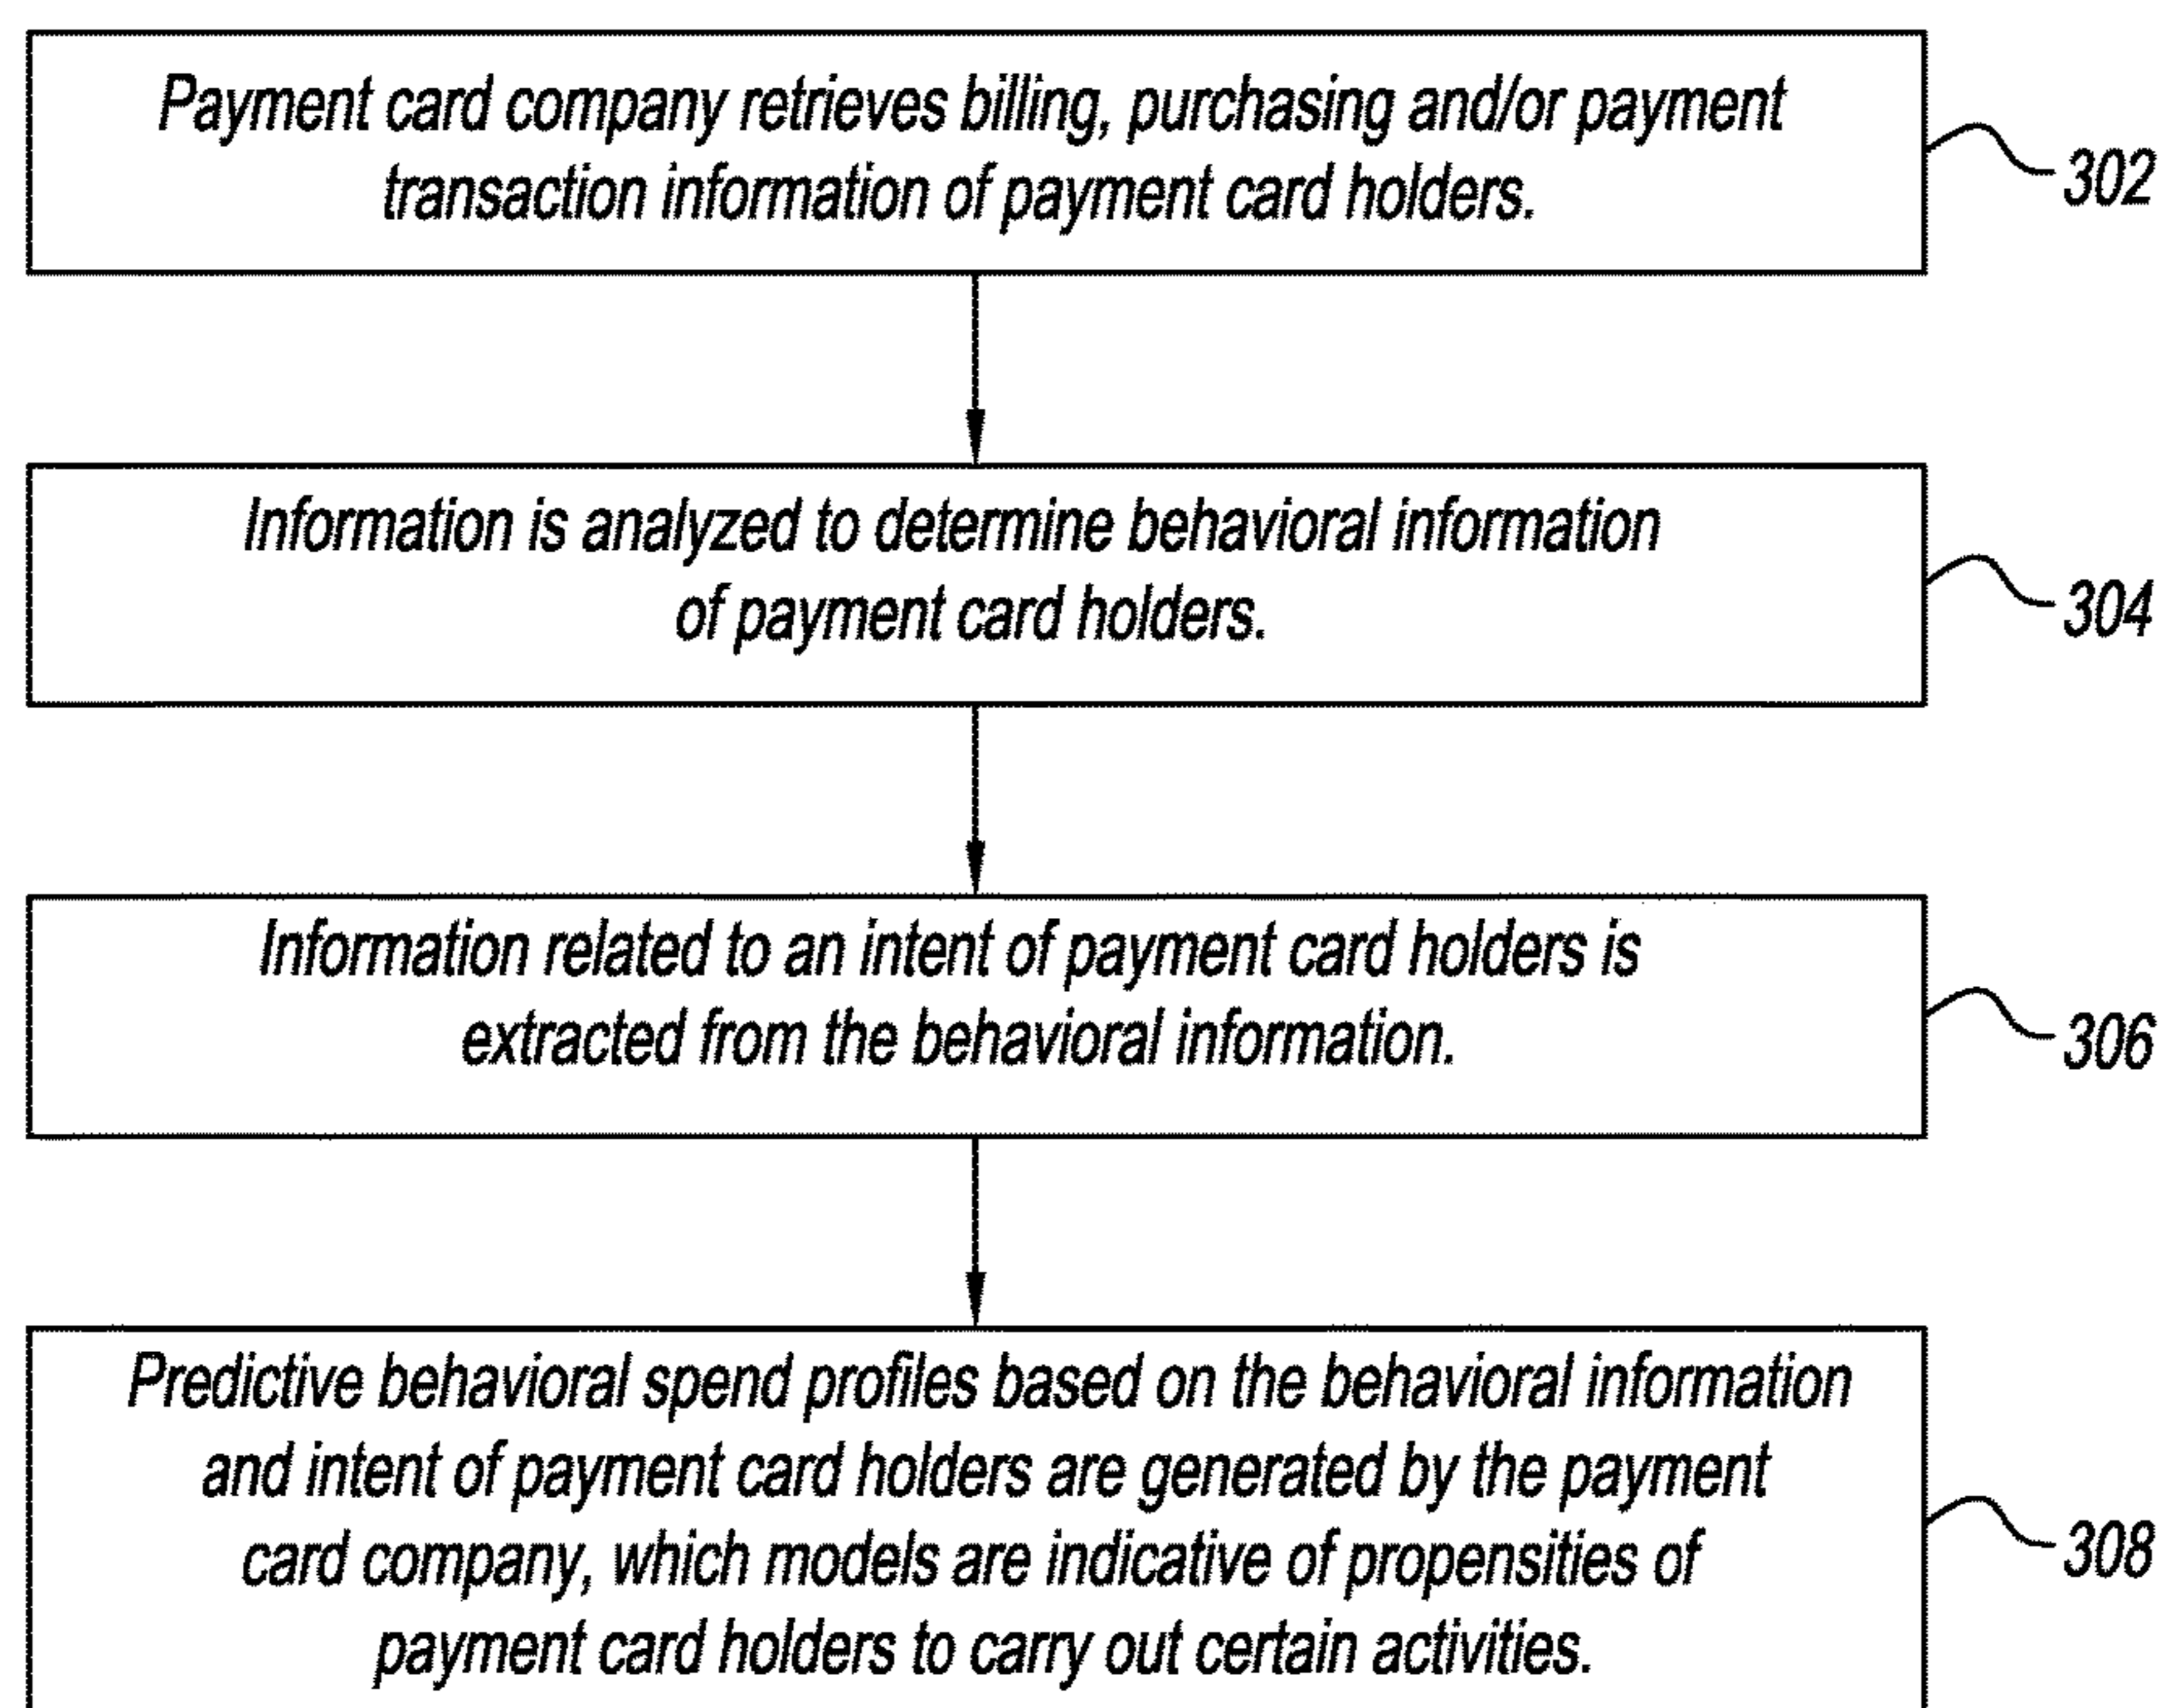 Payment card company retrieves billing, purchasing and/or payment
transaction information of payment card holders.
302
Information is analyzed to determine behavioral information
of payment card holders.
304
Information related to an intent of payment card holders is
extracted from the behavioral information.
306
Predictive behavioral spend profiles based on the behavioral information
and intent of payment card holders are generated by the payment
card company, which models are indicative of propensities of
payment card holders to carry out certain activities.
308